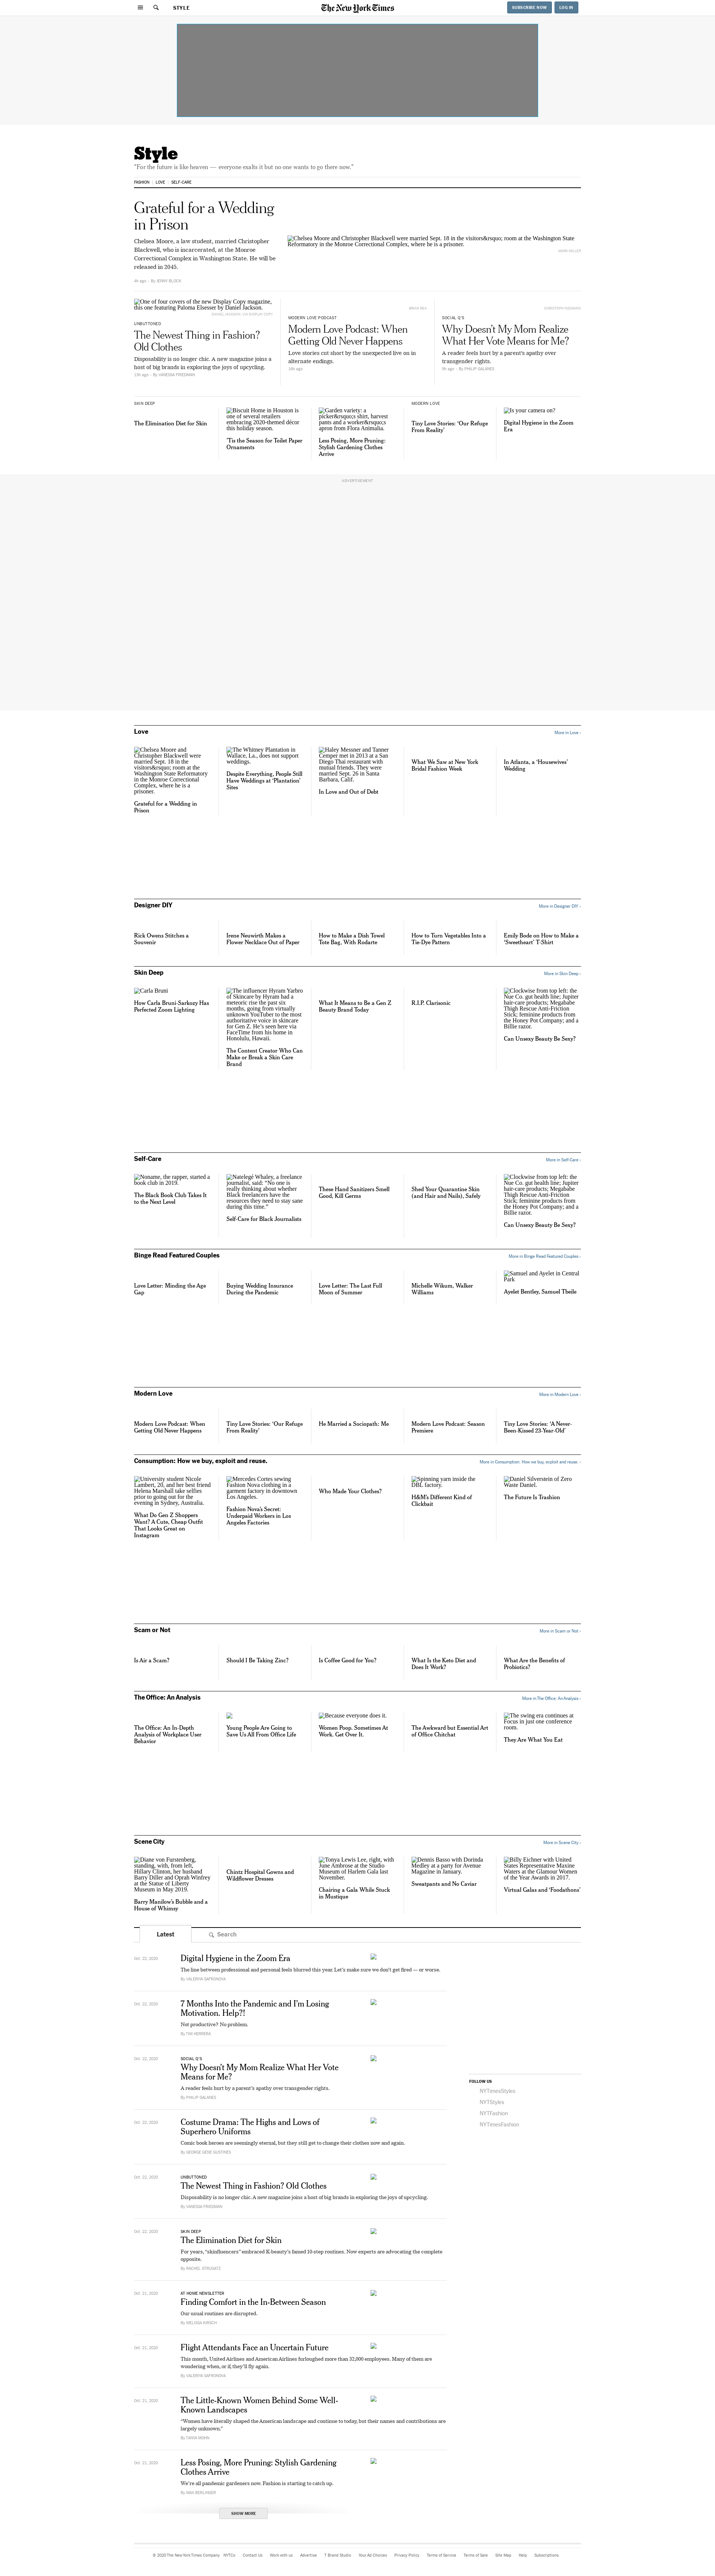 STYLE
The New York Times
SUBSCRIBE NOW
LOG IN
Style
"For the future is like heaven — everyone exalts it but no one wants to go there now."
FASHION
LOVE
SELF-CARE
Grateful for a Wedding
in Prison
Chelsea Moore, a law student, married Christopher
Blackwell, who is incarcerated, at the Monroe
Correctional Complex in Washington State. He will be
released in 2045.
4h ago · By JENNY BLOCK
Chelsea Moore and Christopher Blackwell were married Sept. 18 in the visitors&rsquo; room at the Washington State
Reformatory in the Monroe Correctional Complex, where he is a prisoner.
One of four covers of the new Display Copy magazine,
this one featuring Paloma Elsesser by Daniel Jackson.
DANIEL JACKSON, VIA DISPLAY COPY
UNBUTTONED
The Newest Thing in Fashion?
Old Clothes
Disposability is no longer chic. A new magazine joins a
host of big brands in exploring the joys of upcycling.
By VANESSA FRIEDMAN
BRIAN REA
MODERN LOVE PODCAST
Modern Love Podcast: When
Getting Old Never Happens
Love stories cut short by the unexpected live on in
alternate endings.
SOCIAL Q'S
Why Doesn't My Mom Realize
What Her Vote Means for Me?
A reader feels hurt by a parent's apathy over
transgender rights.
By PHILIP GALANES
SKIN DEEP
The Elimination Diet for Skin
Biscuit Home in Houston is
one of several retailers
embracing 2020-themed décor
this holiday season.
'Tis the Season for Toilet Paper
Ornaments
Garden variety: a
picker&rsquo;s shirt, harvest
pants and a worker&rsquo;s
apron from Flora Animalia.
Less Posing, More Pruning:
Stylish Gardening Clothes
Arrive
MODERN LOVE
Tiny Love Stories: 'Our Refuge
From Reality'
Is your camera on?
Digital Hygiene in the Zoom
Era
ADVERTISEMENT
Love
More in Love ›
Chelsea Moore and
Christopher Blackwell were
married Sept. 18 in the
visitors&rsquo; room at the
Washington State Reformatory
in the Monroe Correctional
Complex, where he is a
prisoner.
Grateful for a Wedding in
Prison
The Whitney Plantation in
Wallace, La., does not support
weddings.
Despite Everything, People Still
Have Weddings at 'Plantation'
Sites
Haley Messner and Tanner
Cemper met in 2013 at a San
Diego Thai restaurant with
mutual friends. They were
married Sept. 26 in Santa
Barbara, Calif.
In Love and Out of Debt
What We Saw at New York
Bridal Fashion Week
In Atlanta, a 'Housewives'
Wedding
Designer DIY
More in Designer DIY ›
Rick Owens Stitches a
Souvenir
Irene Neuwirth Makes a
Flower Necklace Out of Paper
How to Make a Dish Towel
Tote Bag, With Rodarte
How to Turn Vegetables Into a
Tie-Dye Pattern
Emily Bode on How to Make a
'Sweetheart' T-Shirt
Skin Deep
More in Skin Deep ›
Carla Bruni
How Carla Bruni-Sarkozy Has
Perfected Zoom Lighting
The influencer Hyram Yarbro
of Skincare by Hyram had a
meteoric rise the past six
months, going from virtually
unknown YouTuber to the most
authoritative voice in skincare
for Gen Z. He's seen here via
FaceTime from his home in
Honolulu, Hawaii.
The Content Creator Who Can
Make or Break a Skin Care
Brand
What It Means to Be a Gen Z
Beauty Brand Today
R.I.P. Clarisonic
Clockwise from top left: the
Nue Co. gut health line; Jupiter
hair-care products; Megababe
Thigh Rescue Anti-Friction
Stick; feminine products from
the Honey Pot Company; and a
Billie razor.
Can Unsexy Beauty Be Sexy?
Self-Care
More in Self-Care ›
Noname, the rapper, started a
book club in 2019.
The Black Book Club Takes It
to the Next Level
Natelegé Whaley, a freelance
journalist, said: "No one is
really thinking about whether
Black freelancers have the
resources they need to stay sane
during this time."
Self-Care for Black Journalists
These Hand Sanitizers Smell
Good, Kill Germs
Shed Your Quarantine Skin
(and Hair and Nails), Safely
Clockwise from top left: the
Nue Co. gut health line; Jupiter
hair-care products; Megababe
Thigh Rescue Anti-Friction
Stick; feminine products from
the Honey Pot Company; and a
Billie razor.
Can Unsexy Beauty Be Sexy?
Binge Read Featured Couples
More in Binge Read Featured Couples ›
Love Letter: Minding the Age
Gap
Buying Wedding Insurance
During the Pandemic
Love Letter: The Last Full
Moon of Summer
Michelle Wikum, Walker
Williams
Samuel and Ayelet in Central
Park
Ayelet Bentley, Samuel Theile
Modern Love
More in Modern Love ›
Modern Love Podcast: When
Getting Old Never Happens
Tiny Love Stories: 'Our Refuge
From Reality'
He Married a Sociopath: Me
Modern Love Podcast: Season
Premiere
Tiny Love Stories: 'A Never-
Been-Kissed 23-Year-Old'
Consumption: How we buy, exploit and reuse.
More in Consumption: How we buy, exploit and reuse. ›
University student Nicole
Lambert, 20, and her best friend
Helena Marshall take selfies
prior to going out for the
evening in Sydney, Australia.
What Do Gen Z Shoppers
Want? A Cute, Cheap Outfit
That Looks Great on
Instagram
Mercedes Cortes sewing
Fashion Nova clothing in a
garment factory in downtown
Los Angeles.
Fashion Nova's Secret:
Underpaid Workers in Los
Angeles Factories
Who Made Your Clothes?
Spinning yarn inside the
DBL factory.
H&M's Different Kind of
Clickbait
Daniel Silverstein of Zero
Waste Daniel.
The Future Is Trashion
Scam or Not
More in Scam or Not ›
Is Air a Scam?
Should I Be Taking Zinc?
Is Coffee Good for You?
What Is the Keto Diet and
Does It Work?
What Are the Benefits of
Probiotics?
The Office: An Analysis
More in The Office: An Analysis ›
The Office: An In-Depth
Analysis of Workplace User
Behavior
Young People Are Going to
Save Us All From Office Life
Because everyone does it.
Women Poop. Sometimes At
Work. Get Over It.
The Awkward but Essential Art
of Office Chitchat
The swing era continues at
Focus in just one conference
room.
They Are What You Eat
Scene City
More in Scene City ›
Diane von Furstenberg,
standing, with, from left,
Hillary Clinton, her husband
Barry Diller and Oprah Winfrey
at the Statue of Liberty
Museum in May 2019.
Barry Manilow's Bubble and a
House of Whimsy
Chintz Hospital Gowns and
Wildflower Dresses
Tonya Lewis Lee, right, with
June Ambrose at the Studio
Museum of Harlem Gala last
November.
Chairing a Gala While Stuck
in Mustique
Dennis Basso with Dorinda
Medley at a party for Avenue
Magazine in January.
Sweatpants and No Caviar
Billy Eichner with United
States Representative Maxine
Waters at the Glamour Women
of the Year Awards in 2017.
Virtual Galas and 'Foodathons'
Latest
Search
Oct. 22, 2020
Digital Hygiene in the Zoom Era
The line between professional and personal feels blurred this year. Let's make sure we don't get fired — or worse.
By VALERIYA SAFRONOVA
Oct. 22, 2020
7 Months Into the Pandemic and I'm Losing
Motivation. Help?!
Not productive? No problem.
By TIM HERRERA
Oct. 22, 2020
SOCIAL Q'S
Why Doesn't My Mom Realize What Her Vote
Means for Me?
A reader feels hurt by a parent's apathy over transgender rights.
By PHILIP GALANES
Oct. 22, 2020
Costume Drama: The Highs and Lows of
Superhero Uniforms
Comic book heroes are seemingly eternal, but they still get to change their clothes now and again.
By GEORGE GENE GUSTINES
Oct. 22, 2020
UNBUTTONED
The Newest Thing in Fashion? Old Clothes
Disposability is no longer chic. A new magazine joins a host of big brands in exploring the joys of upcycling.
By VANESSA FRIEDMAN
Oct. 22, 2020
SKIN DEEP
The Elimination Diet for Skin
For years, "skinfluencers" embraced K-beauty's famed 10-step routines. Now experts are advocating the complete
opposite.
By RACHEL STRUGATZ
Oct. 21, 2020
AT HOME NEWSLETTER
Finding Comfort in the In-Between Season
Our usual routines are disrupted.
By MELISSA KIRSCH
Oct. 21, 2020
Flight Attendants Face an Uncertain Future
This month, United Airlines and American Airlines furloughed more than 32,000 employees. Many of them are
wondering when, or if, they'll fly again.
By VALERIYA SAFRONOVA
Oct. 21, 2020
The Little-Known Women Behind Some Well-
Known Landscapes
"Women have literally shaped the American landscape and continue to today, but their names and contributions are
largely unknown."
By TANYA MOHN
Oct. 21, 2020
Less Posing, More Pruning: Stylish Gardening
Clothes Arrive
We're all pandemic gardeners now. Fashion is starting to catch up.
By MAX BERLINGER
SHOW MORE
FOLLOW US
NYTimesStyles
NYTStyles
NYTFashion
NYTimesFashion
© 2020 The New York Times Company
NYTCo
Contact Us
Work with us
Advertise
T Brand Studio
Your Ad Choices
Privacy Policy
Terms of Service
Terms of Sale
Site Map
Help
Subscriptions